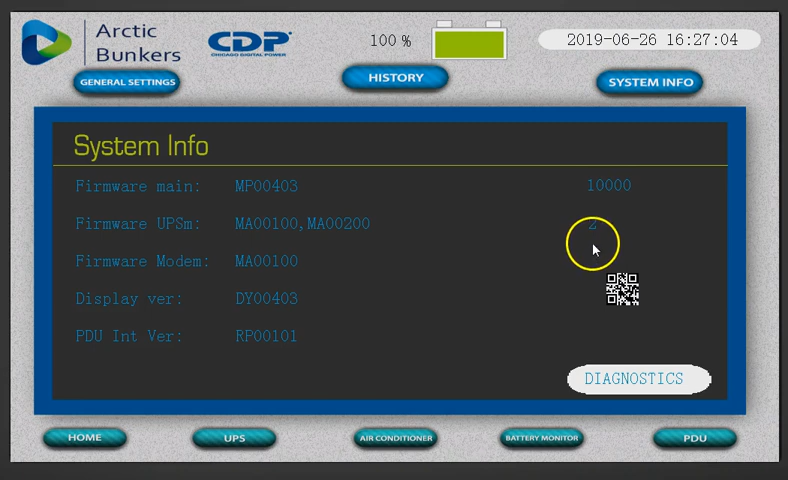 Arctic
Bunkers
CDP
CHICAGO DIGITAL POWER
100 %
2019-06-26 16:27:04
GENERAL SETTINGS
HISTORY
SYSTEM INFO
System Info
Firmware main: MP00403 10000
Firmware UPSm: MA00100,MA00200 2
Firmware Modem: MA00100
Display ver: DY00403
PDU Int Ver: RP00101
DIAGNOSTICS
HOME
UPS
AIR CONDITIONER
BATTERY MONITOR
PDU